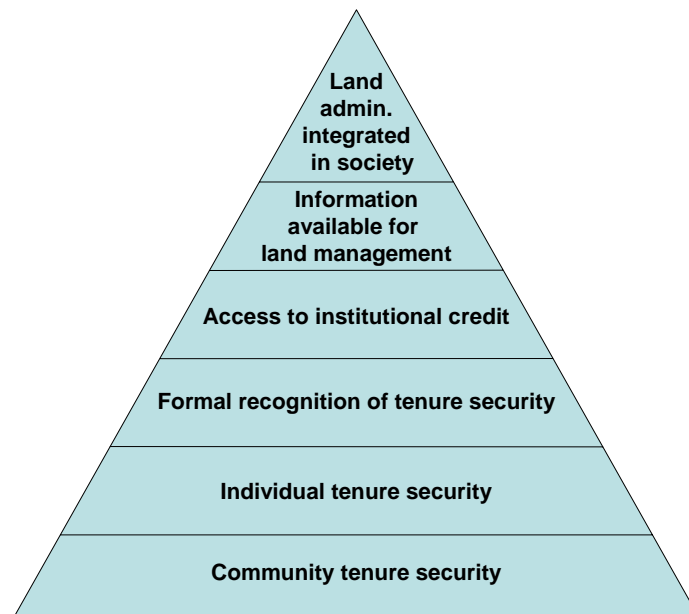 Land
admin.
integrated
in society
Information
available for
land management
Access to institutional credit
Formal recognition of tenure security
Individual tenure security
Community tenure security